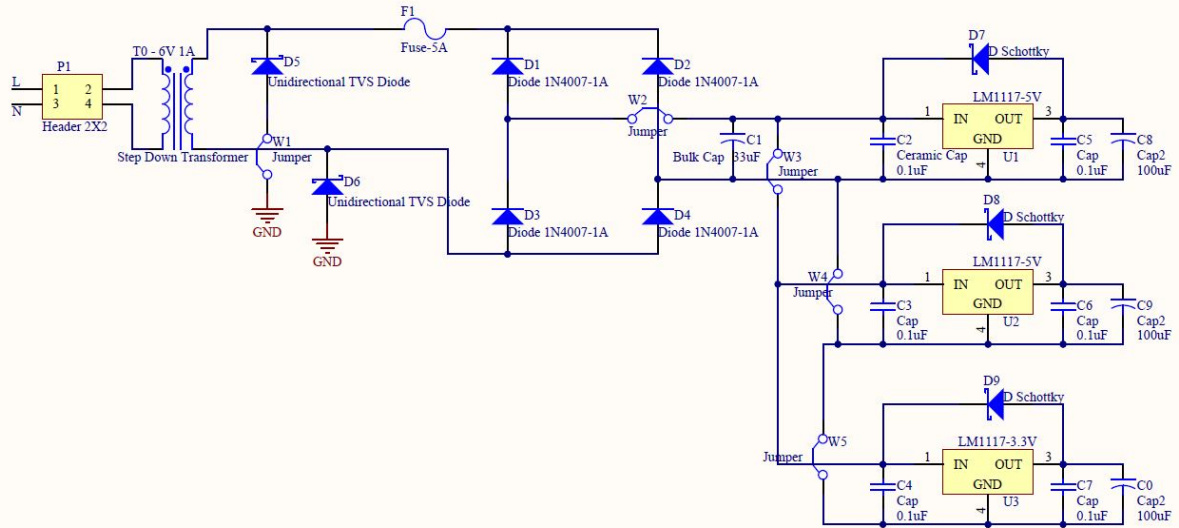 F1
Fuse-5A
T0 - 6V 1A
P1
L
N
1 2
3 4
Header 2X2
Step Down Transformer
D5
Unidirectional TVS Diode
W1
Jumper
GND
D6
Unidirectional TVS Diode
GND
D1
Diode 1N4007-1A
D2
Diode 1N4007-1A
W2
Jumper
D3
Diode 1N4007-1A
D4
Diode 1N4007-1A
C1
Bulk Cap 33uF
W3
Jumper
D7
D Schottky
LM1117-5V
1
IN OUT
3
GND
4
U1
C2
Ceramic Cap
0.1uF
C5
Cap
0.1uF
C8
Cap2
100uF
W4
Jumper
D8
D Schottky
LM1117-5V
1
IN OUT
3
GND
4
U2
C3
Cap
0.1uF
C6
Cap
0.1uF
C9
Cap2
100uF
W5
Jumper
D9
D Schottky
LM1117-3.3V
1
IN OUT
3
GND
4
U3
C4
Cap
0.1uF
C7
Cap
0.1uF
C0
Cap2
100uF